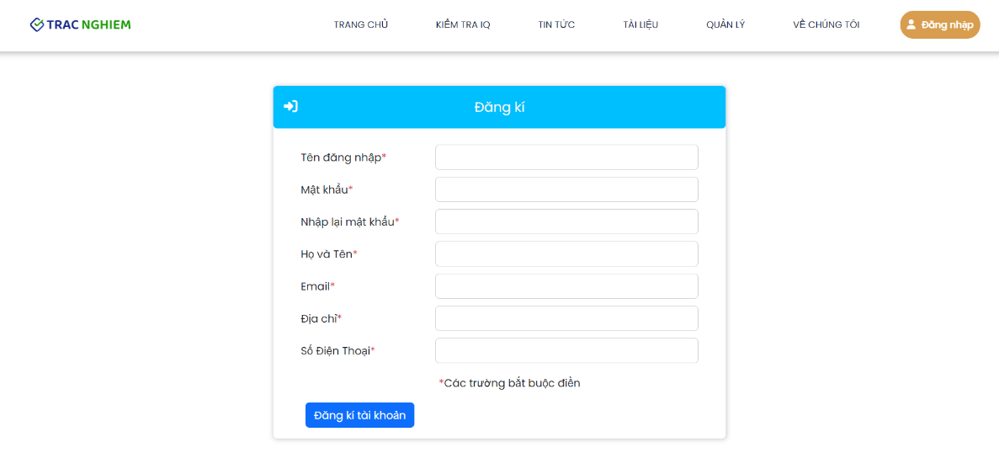 TRAC NGHIEM TRANG CHỦ KIỂM TRA IQ TIN TỨC TÀI LIỆU QUẢN LÝ VỀ CHÚNG TÔI Đăng nhập
Đăng kí
Tên đăng nhập*
Mật khẩu*
Nhập lại mật khẩu*
Họ và Tên*
Email*
Địa chỉ*
Số Điện Thoại*
*Các trường bắt buộc điền
Đăng kí tài khoản